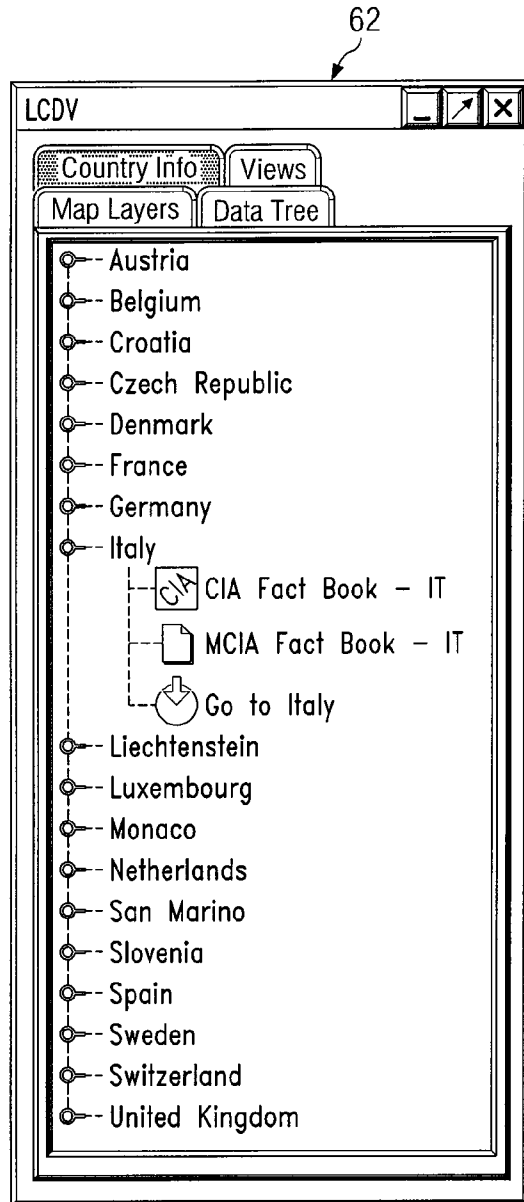 62
LCDV
Country Info Views
Map Layers Data Tree
Austria
Belgium
Croatia
Czech Republic
Denmark
France
Germany
Italy
CIA CIA Fact Book – IT
MCIA Fact Book – IT
Go to Italy
Liechtenstein
Luxembourg
Monaco
Netherlands
San Marino
Slovenia
Spain
Sweden
Switzerland
United Kingdom